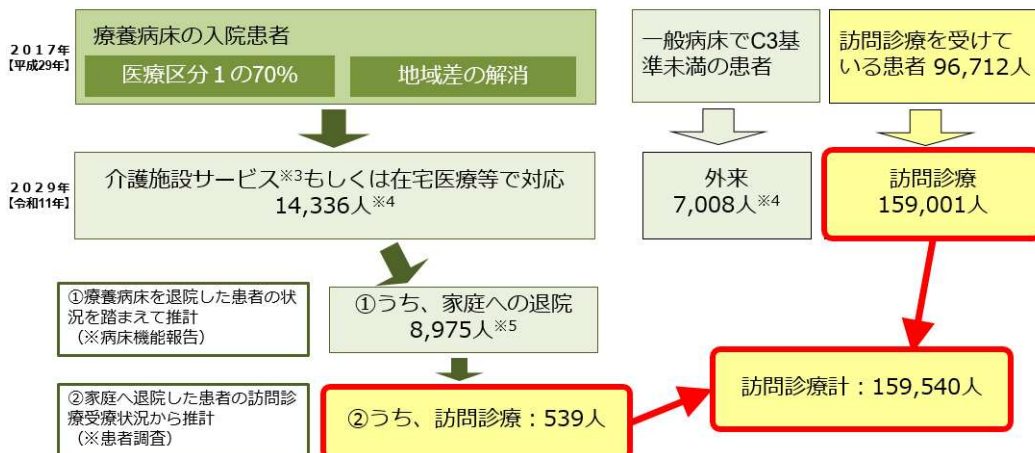 2017年
【平成29年】
療養病床の入院患者
医療区分1の70%
地域差の解消
一般病床でC3基
準未満の患者
訪問診療を受けて
いる患者 96,712人
2029年
【令和11年】
介護施設サービス※3もしくは在宅医療等で対応
14,336人※4
外来
7,008人※4
訪問診療
159,001人
①療養病床を退院した患者の状
況を踏まえて推計
（※病床機能報告）
①うち、家庭への退院
8,975人※5
②家庭へ退院した患者の訪問診
療受療状況から推計
（※患者調査）
②うち、訪問診療：539人
訪問診療計：159,540人